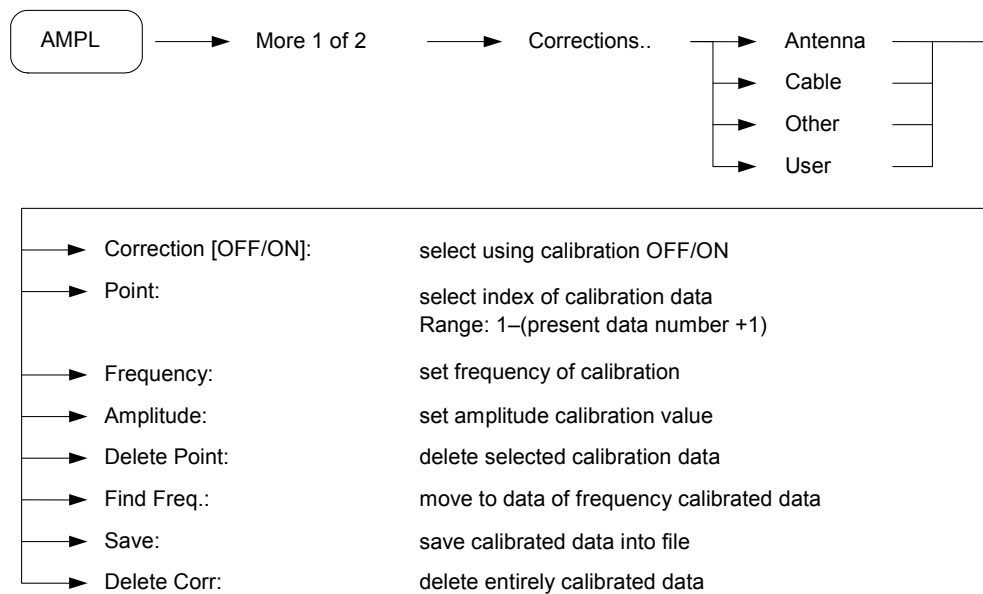 AMPL More 1 of 2 Corrections.. Antenna
Cable
Other
User
Correction [OFF/ON]: select using calibration OFF/ON
Point: select index of calibration data
Range: 1–(present data number +1)
Frequency: set frequency of calibration
Amplitude: set amplitude calibration value
Delete Point: delete selected calibration data
Find Freq.: move to data of frequency calibrated data
Save: save calibrated data into file
Delete Corr: delete entirely calibrated data